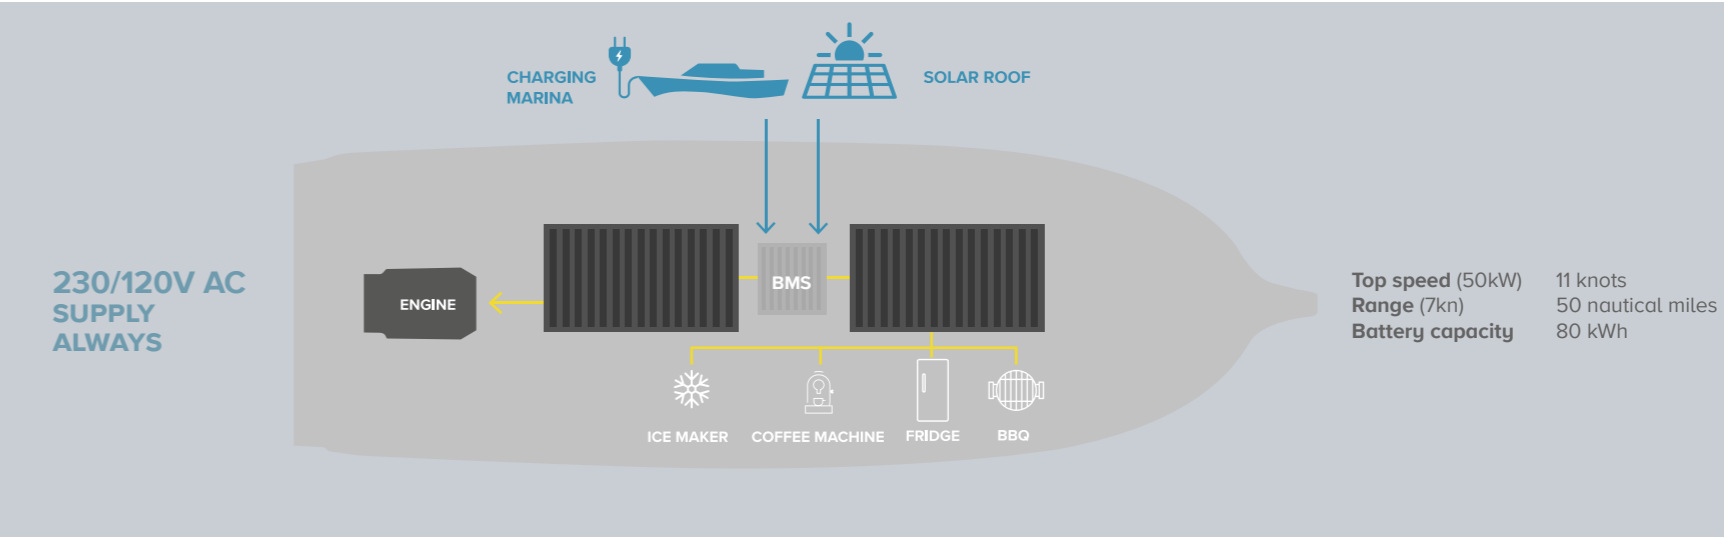 CHARGING
MARINA
SOLAR ROOF
230/120V AC
SUPPLY
ALWAYS
ENGINE
BMS
ICE MAKER
COFFEE MACHINE
FRIDGE
BBQ
Top speed (50kW) 11 knots
Range (7kn) 50 nautical miles
Battery capacity 80 kWh